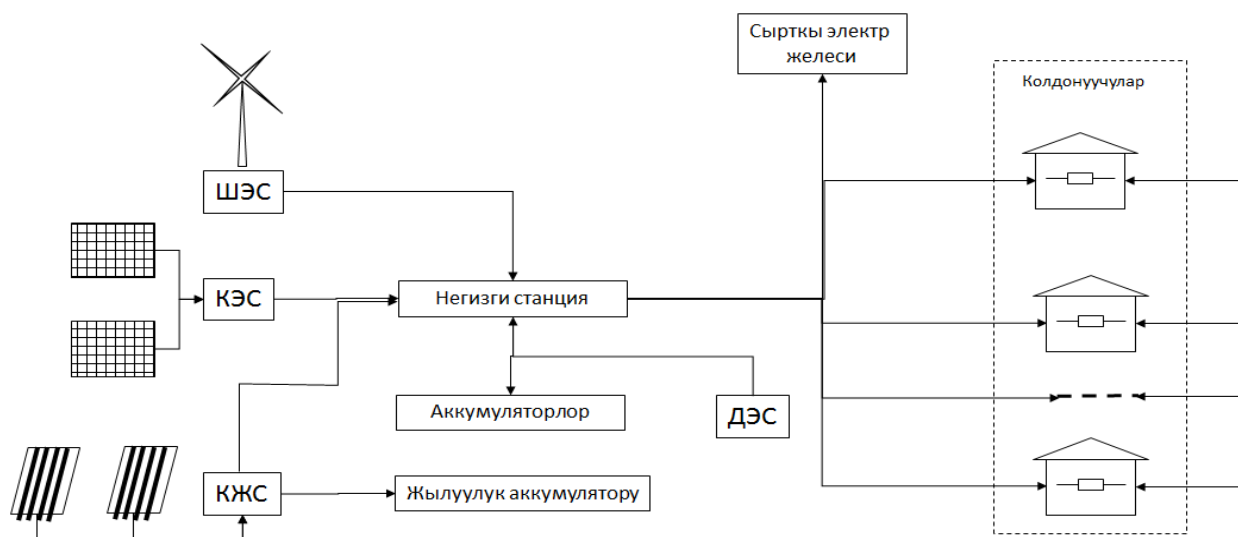 Сырткы электр
желеси
Колдонуучулар
ШЭС
КЭС
Негизги станция
Аккумуляторлор
ДЭС
КЖС
Жылуулук аккумулятору